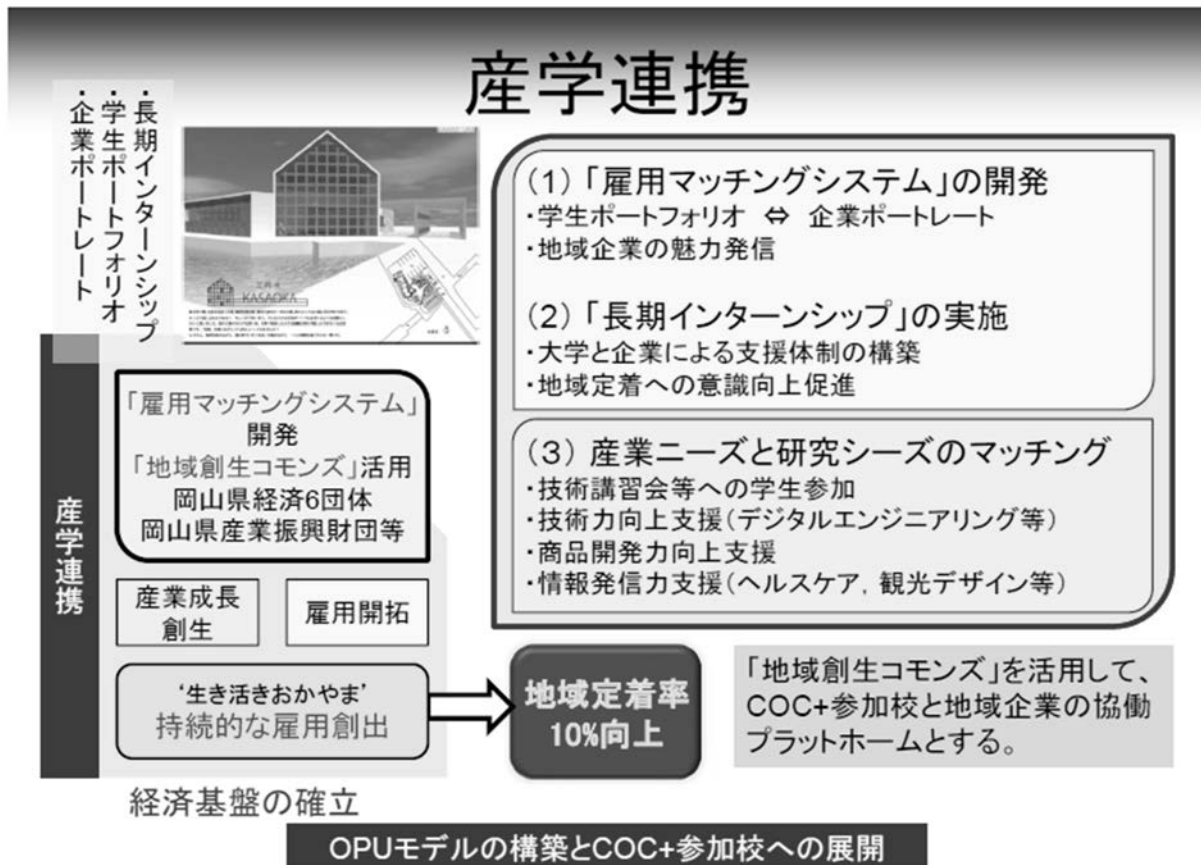 産学連携
・長期インターンシップ
・学生ポートフォリオ
・企業ポートレート
KASAOKA
(1)「雇用マッチングシステム」の開発
・学生ポートフォリオ ⇔ 企業ポートレート
・地域企業の魅力発信
(2)「長期インターンシップ」の実施
・大学と企業による支援体制の構築
・地域定着への意識向上促進
(3) 産業ニーズと研究シーズのマッチング
・技術講習会等への学生参加
・技術力向上支援(デジタルエンジニアリング等)
・商品開発力向上支援
・情報発信力支援(ヘルスケア，観光デザイン等)
産学連携
「雇用マッチングシステム」
開発
「地域創生コモンズ」活用
岡山県経済6団体
岡山県産業振興財団等
産業成長
創生
雇用開拓
‘生き活きおかやま’
持続的な雇用創出
地域定着率
10%向上
「地域創生コモンズ」を活用して、
COC+参加校と地域企業の協働
プラットホームとする。
経済基盤の確立
OPUモデルの構築とCOC+参加校への展開